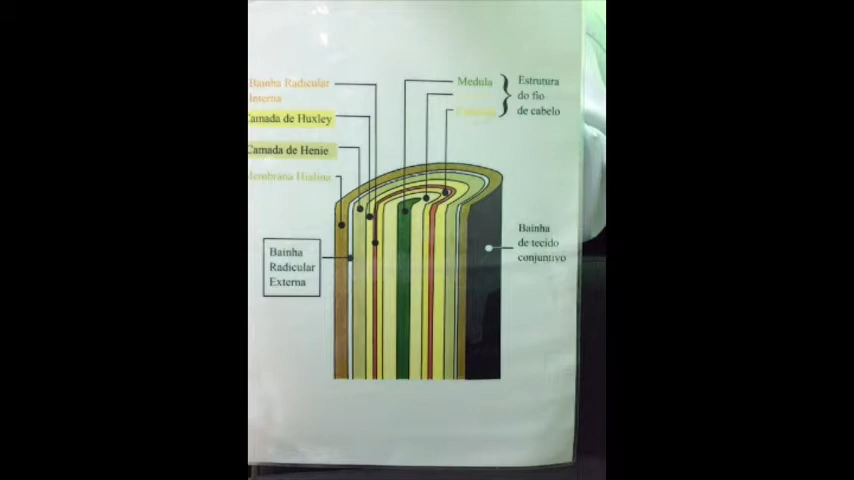 Bainha Radicular
Interna
Camada de Huxley
Camada de Henie
Membrana Hialina
Bainha
Radicular
Externa
Medula
Estrutura
do fio
de cabelo
Bainha
de tecido
conjuntivo